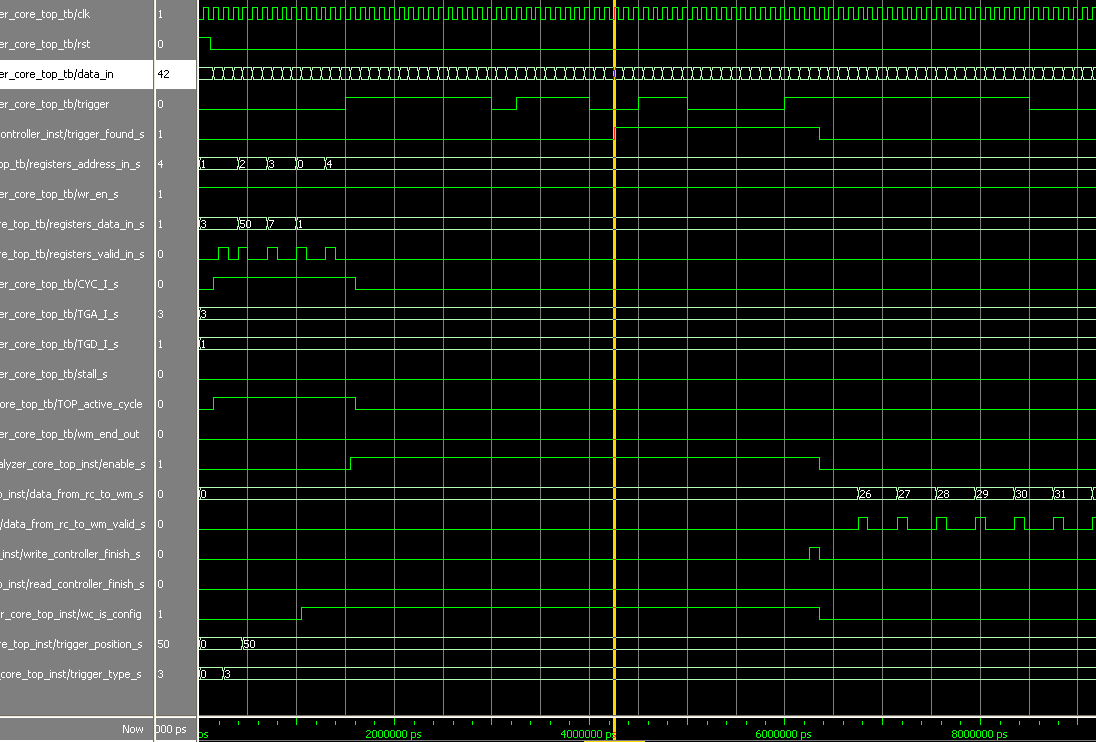 er_core_top_tb/clk 1
er_core_top_tb/rst 0
er_core_top_tb/data_in 42
er_core_top_tb/trigger 0
ontroller_inst/trigger_found_s 1
op_tb/registers_address_in_s 4 1 2 3 0 4
er_core_top_tb/wr_en_s 1
re_top_tb/registers_data_in_s 1 3 50 7 1
re_top_tb/registers_valid_in_s 0
er_core_top_tb/CYC_I_s 0
er_core_top_tb/TGA_I_s 3 3
er_core_top_tb/TGD_I_s 1 1
er_core_top_tb/stall_s 0
core_top_tb/TOP_active_cycle 0
er_core_top_tb/wm_end_out 0
alyzer_core_top_inst/enable_s 1
p_inst/data_from_rc_to_wm_s 0 0 26 27 28 29 30 31
/data_from_rc_to_wm_valid_s 0
_inst/write_controller_finish_s 0
p_inst/read_controller_finish_s 0
r_core_top_inst/wc_is_config 1
re_top_inst/trigger_position_s 50 0 50
_core_top_inst/trigger_type_s 3 0 3
Now 000 ps ps 2000000 ps 4000000 ps 6000000 ps 8000000 ps